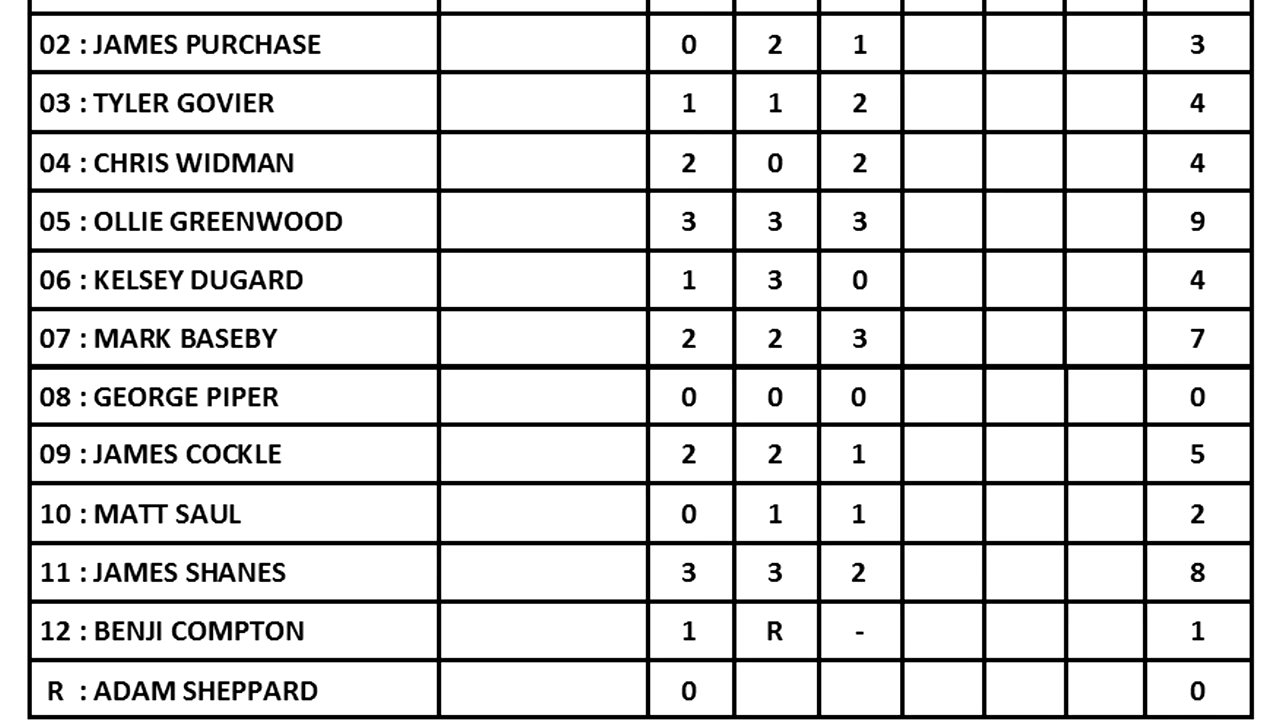 02 : JAMES PURCHASE 0 2 1 3
03 : TYLER GOVIER 1 1 2 4
04 : CHRIS WIDMAN 2 0 2 4
05 : OLLIE GREENWOOD 3 3 3 9
06 : KELSEY DUGARD 1 3 0 4
07 : MARK BASEBY 2 2 3 7
08 : GEORGE PIPER 0 0 0 0
09 : JAMES COCKLE 2 2 1 5
10 : MATT SAUL 0 1 1 2
11 : JAMES SHANES 3 3 2 8
12 : BENJI COMPTON 1 R - 1
R : ADAM SHEPPARD 0 0